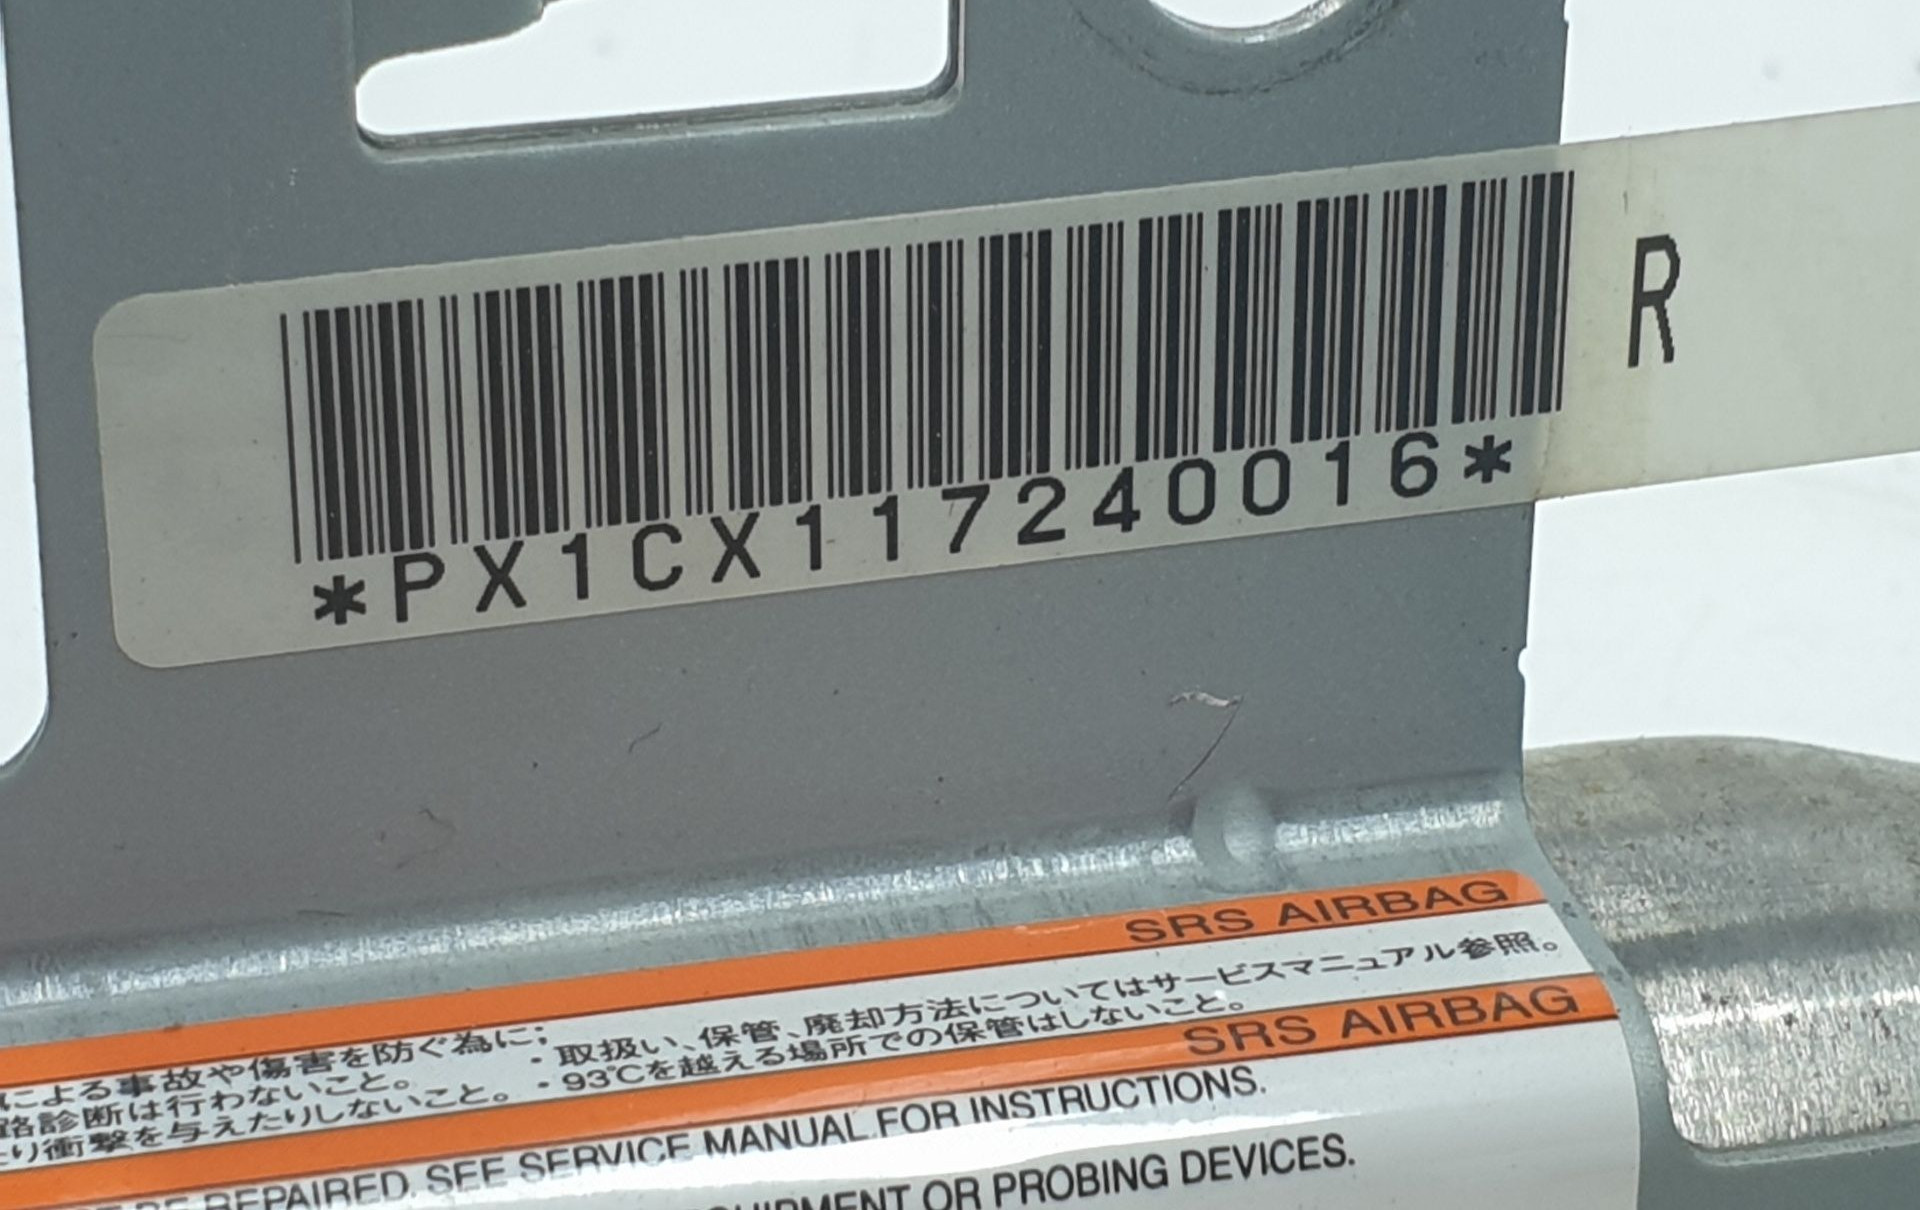 *PX1CX117240016*
R
SRS AIRBAG
による事故や傷害を防ぐ為に;
・取扱い、保管、廃却方法についてはサービスマニュアル参照。
路診断は行わないこと。
・93℃を越える場所での保管はしないこと。
り衝撃を与えたりしないこと。
SRS AIRBAG
BE REPAIRED. SEE SERVICE MANUAL FOR INSTRUCTIONS.
OR PROBING DEVICES.